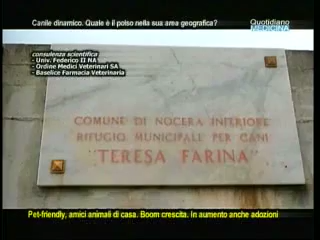 Canile dinamico. Quale è il polso nella sua area geografica?
Quotidiano
MEDICINA
consulenza scientifica
- Univ. Federico II NA
- Ordine Medici Veterinari SA
- Baselice Farmacia Veterinaria
COMUNE DI NOCERA INFERIORE
RIFUGIO MUNICIPALE PER CANI
"TERESA FARINA"
Pet-friendly, amici animali di casa. Boom crescita. In aumento anche adozioni